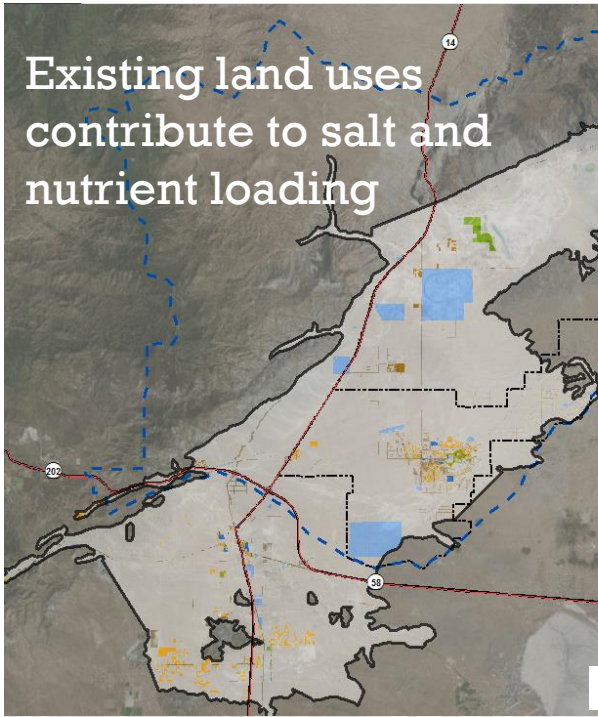 14
Existing land uses
contribute to salt and
nutrient loading
202
58